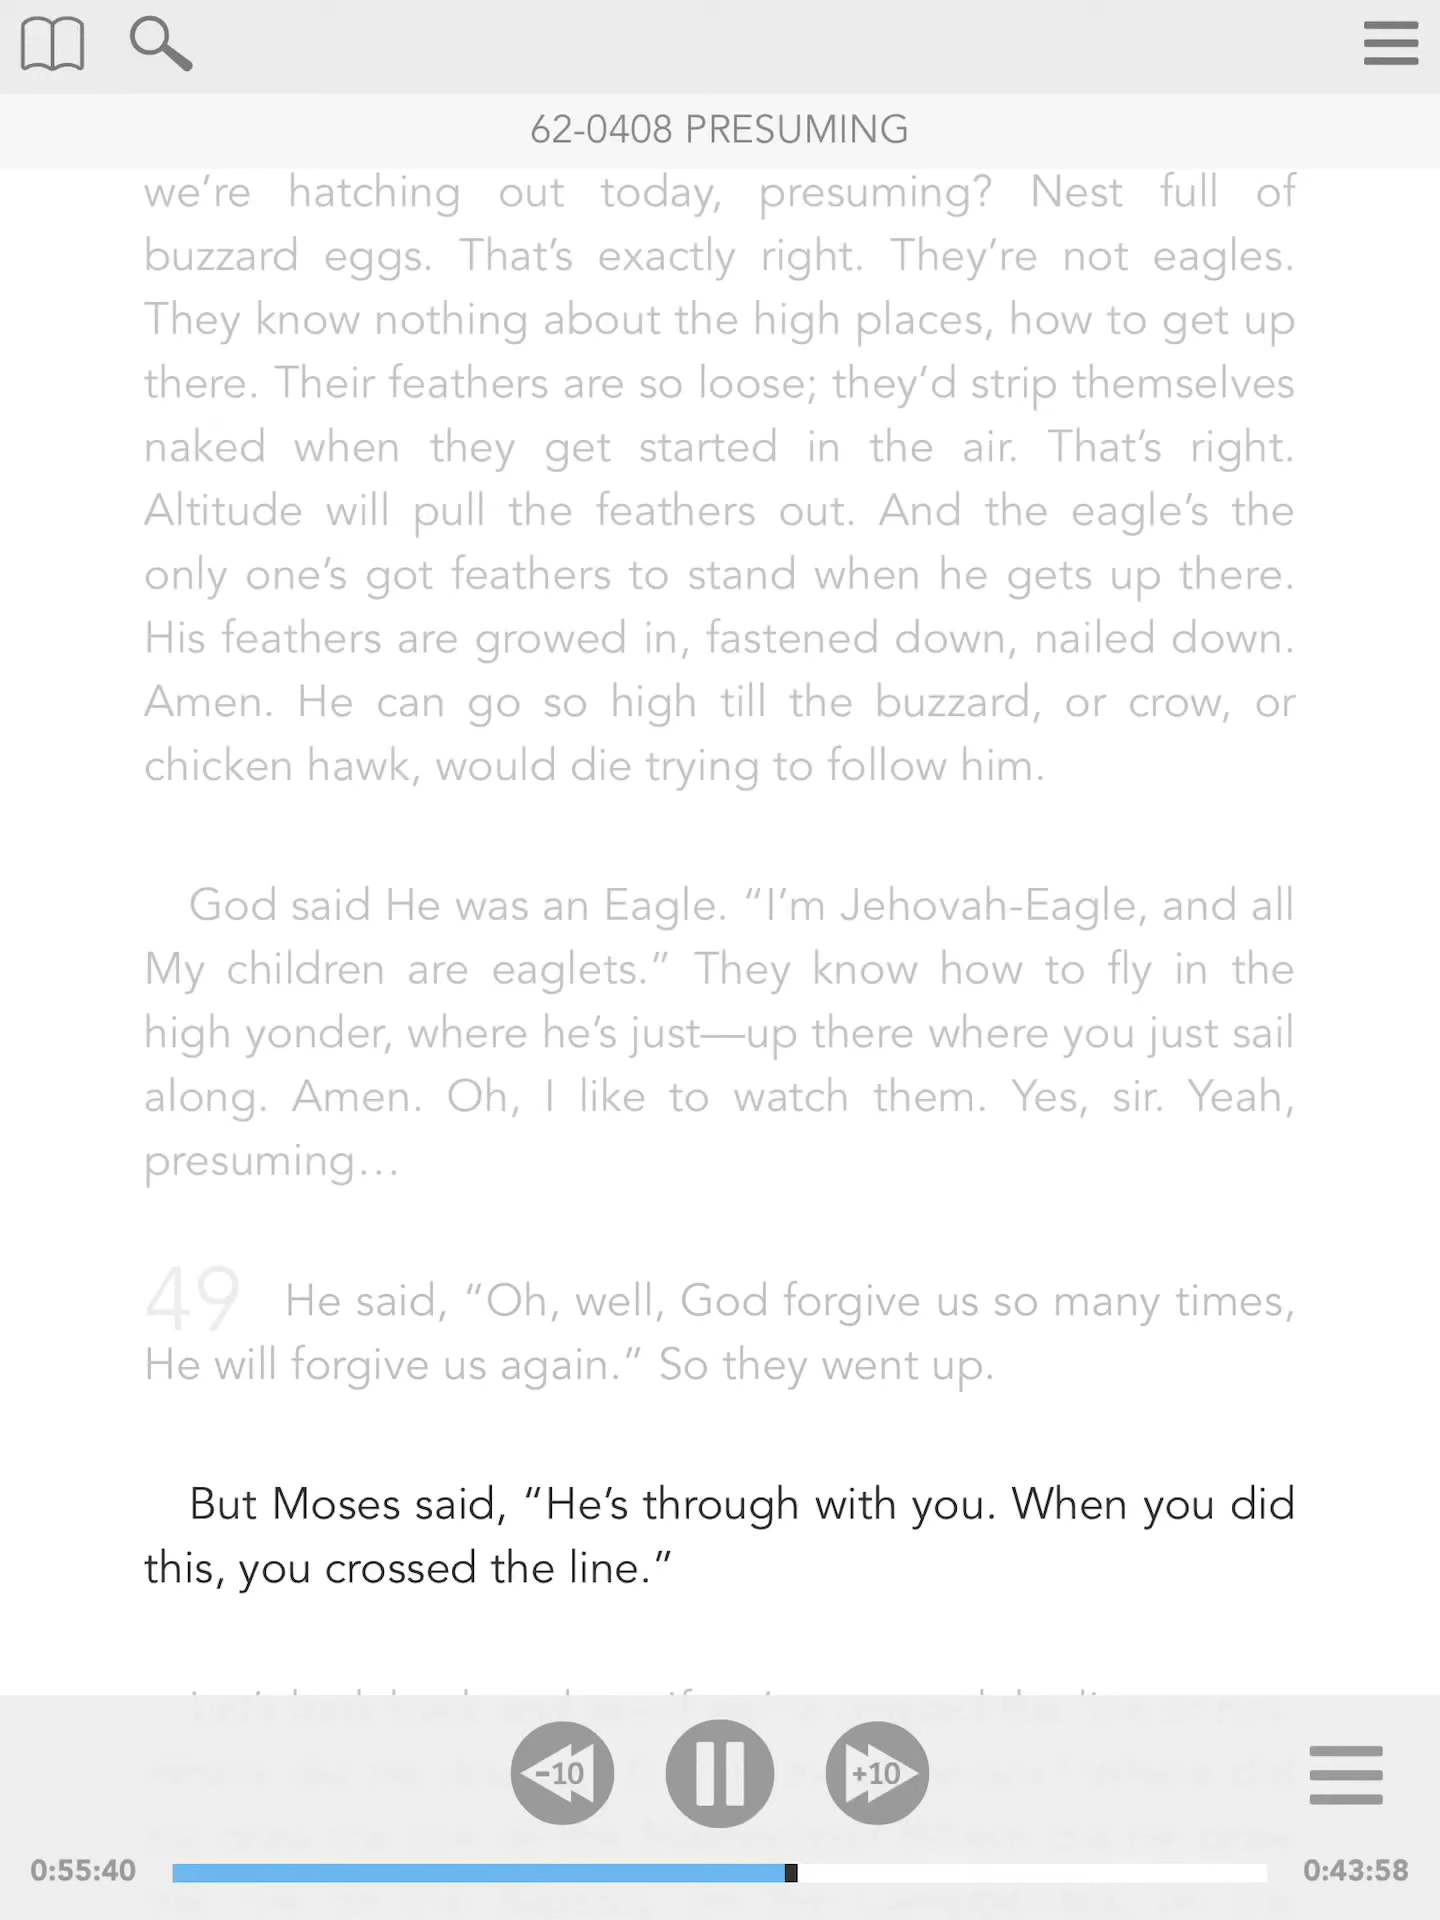 62-0408 PRESUMING
we’re hatching out today, presuming? Nest full of
buzzard eggs. That’s exactly right. They’re not eagles.
They know nothing about the high places, how to get up
there. Their feathers are so loose; they’d strip themselves
naked when they get started in the air. That’s right.
Altitude will pull the feathers out. And the eagle’s the
only one’s got feathers to stand when he gets up there.
His feathers are growed in, fastened down, nailed down.
Amen. He can go so high till the buzzard, or crow, or
chicken hawk, would die trying to follow him.
God said He was an Eagle. “I’m Jehovah-Eagle, and all
My children are eaglets.” They know how to fly in the
high yonder, where he’s just—up there where you just sail
along. Amen. Oh, I like to watch them. Yes, sir. Yeah,
presuming…
49 He said, “Oh, well, God forgive us so many times,
He will forgive us again.” So they went up.
But Moses said, “He’s through with you. When you did
this, you crossed the line.”
-10 +10
0:55:40 0:43:58